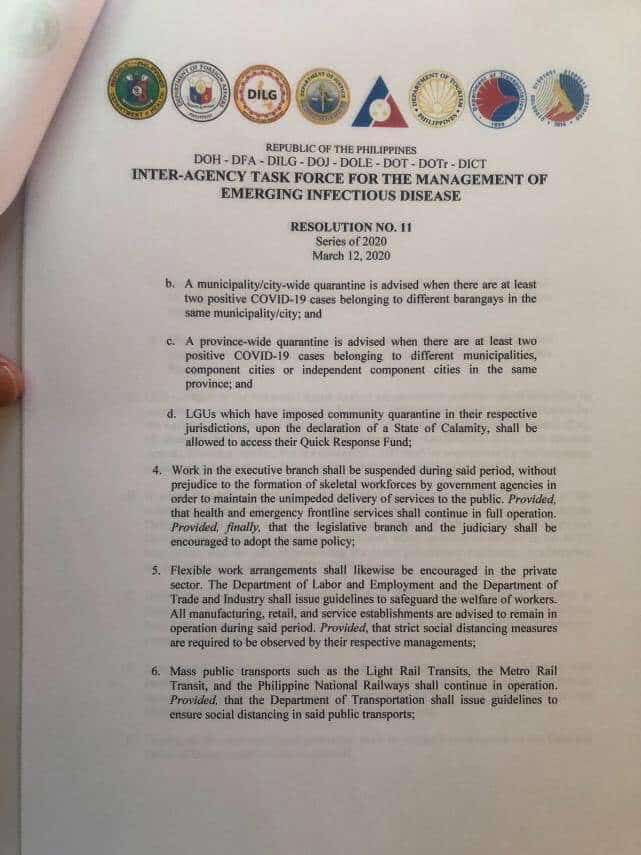 DILG
REPUBLIC OF THE PHILIPPINES
DOH - DFA - DILG - DOJ - DOLE - DOT - DOTr - DICT
INTER-AGENCY TASK FORCE FOR THE MANAGEMENT OF
EMERGING INFECTIOUS DISEASE
RESOLUTION NO. 11
Series of 2020
March 12, 2020
b. A municipality/city-wide quarantine is advised when there are at least
two positive COVID-19 cases belonging to different barangays in the
same municipality/city; and
c. A province-wide quarantine is advised when there are at least two
positive COVID-19 cases belonging to different municipalities,
component cities or independent component cities in the same
province; and
d. LGUs which have imposed community quarantine in their respective
jurisdictions, upon the declaration of a State of Calamity, shall be
allowed to access their Quick Response Fund;
4. Work in the executive branch shall be suspended during said period, without
prejudice to the formation of skeletal workforces by government agencies in
order to maintain the unimpeded delivery of services to the public. Provided,
that health and emergency frontline services shall continue in full operation.
Provided, finally, that the legislative branch and the judiciary shall be
encouraged to adopt the same policy;
5. Flexible work arrangements shall likewise be encouraged in the private
sector. The Department of Labor and Employment and the Department of
Trade and Industry shall issue guidelines to safeguard the welfare of workers.
All manufacturing, retail, and service establishments are advised to remain in
operation during said period. Provided, that strict social distancing measures
are required to be observed by their respective managements;
6. Mass public transports such as the Light Rail Transits, the Metro Rail
Transit, and the Philippine National Railways shall continue in operation.
Provided, that the Department of Transportation shall issue guidelines to
ensure social distancing in said public transports;